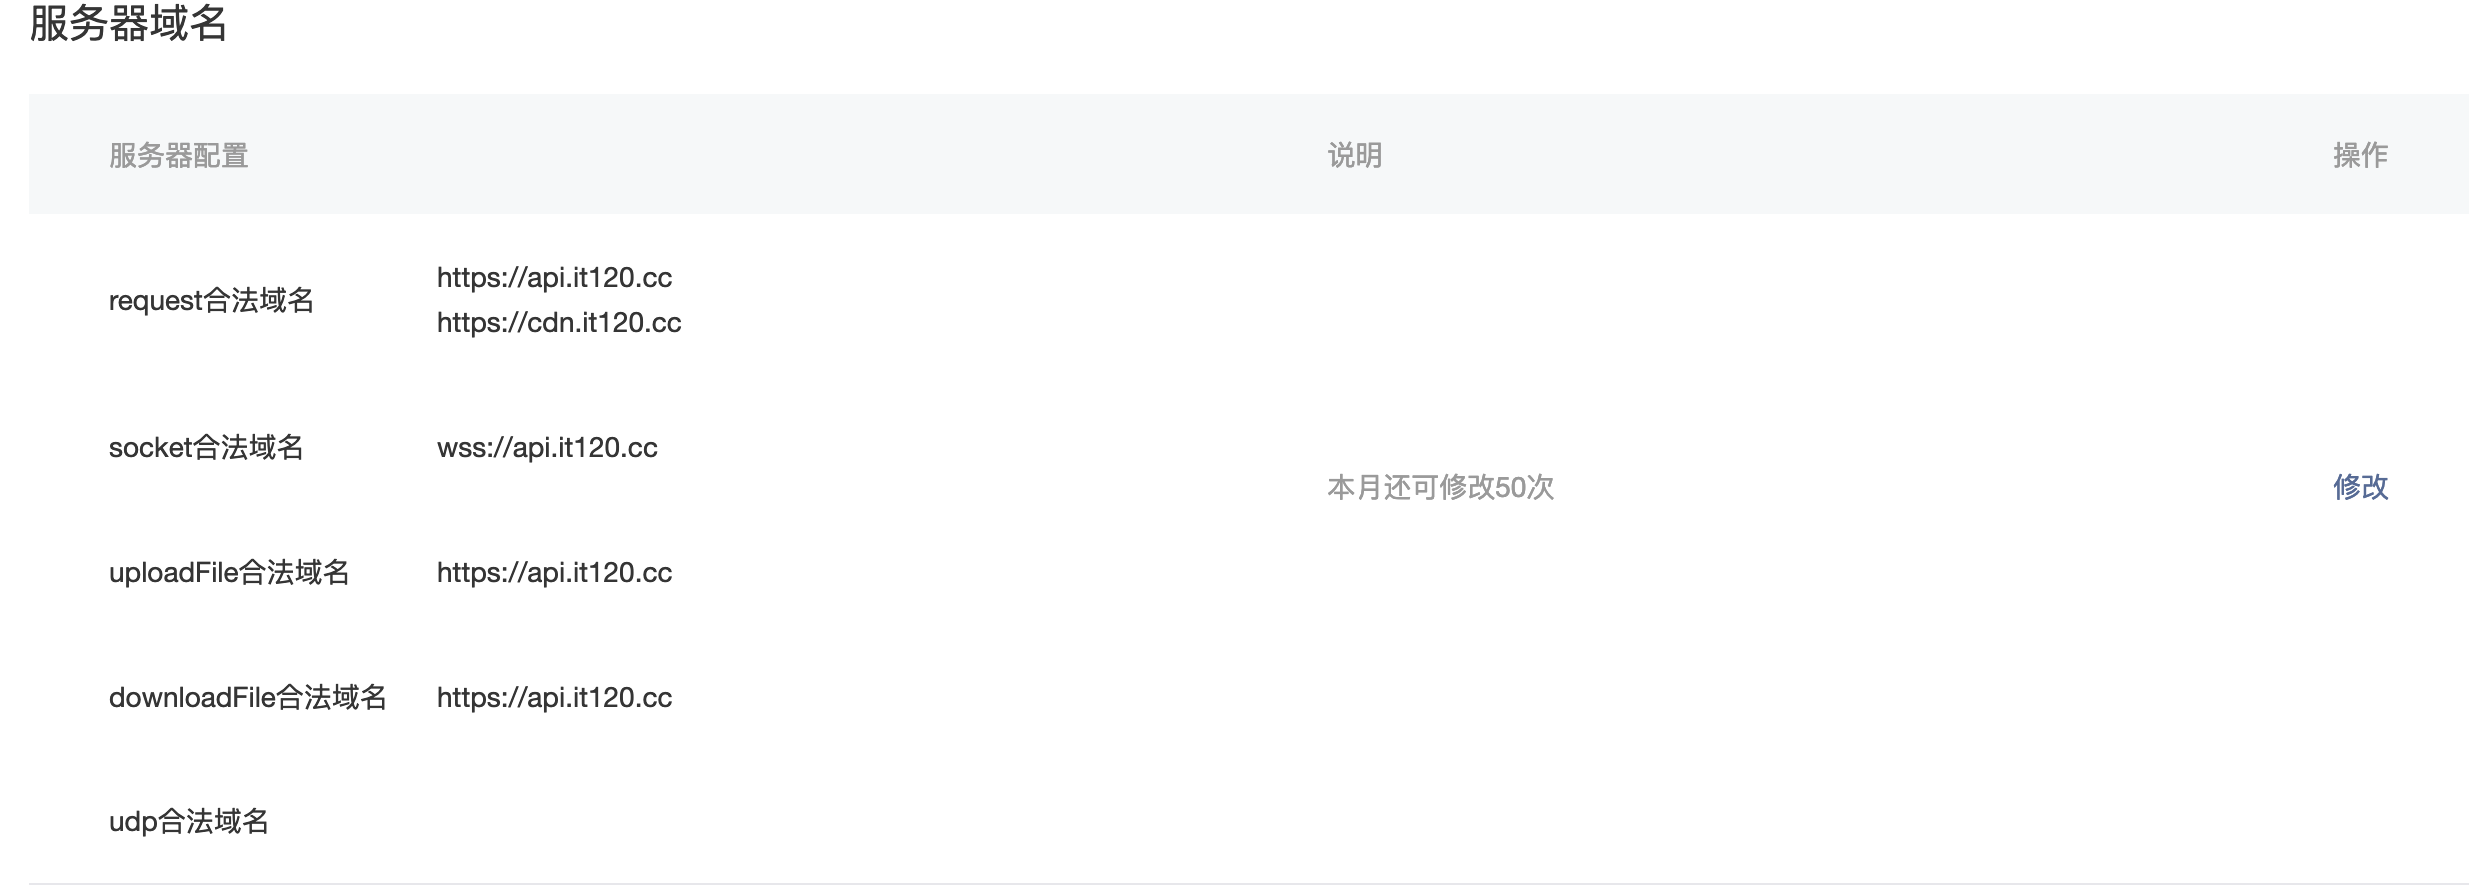 服务器域名
服务器配置 说明 操作
request合法域名 https://api.it120.cc
https://cdn.it120.cc
socket合法域名 wss://api.it120.cc
本月还可修改50次 修改
uploadFile合法域名 https://api.it120.cc
downloadFile合法域名 https://api.it120.cc
udp合法域名